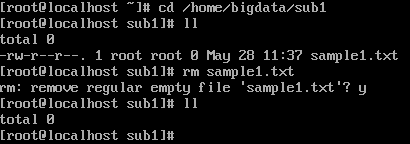 [root@localhost ~]# cd /home/bigdata/sub1
[root@localhost sub1]# ll
total 0
-rw-r--r--. 1 root root 0 May 28 11:37 sample1.txt
[root@localhost sub1]# rm sample1.txt
rm: remove regular empty file 'sample1.txt'? y
[root@localhost sub1]# ll
total 0
[root@localhost sub1]#